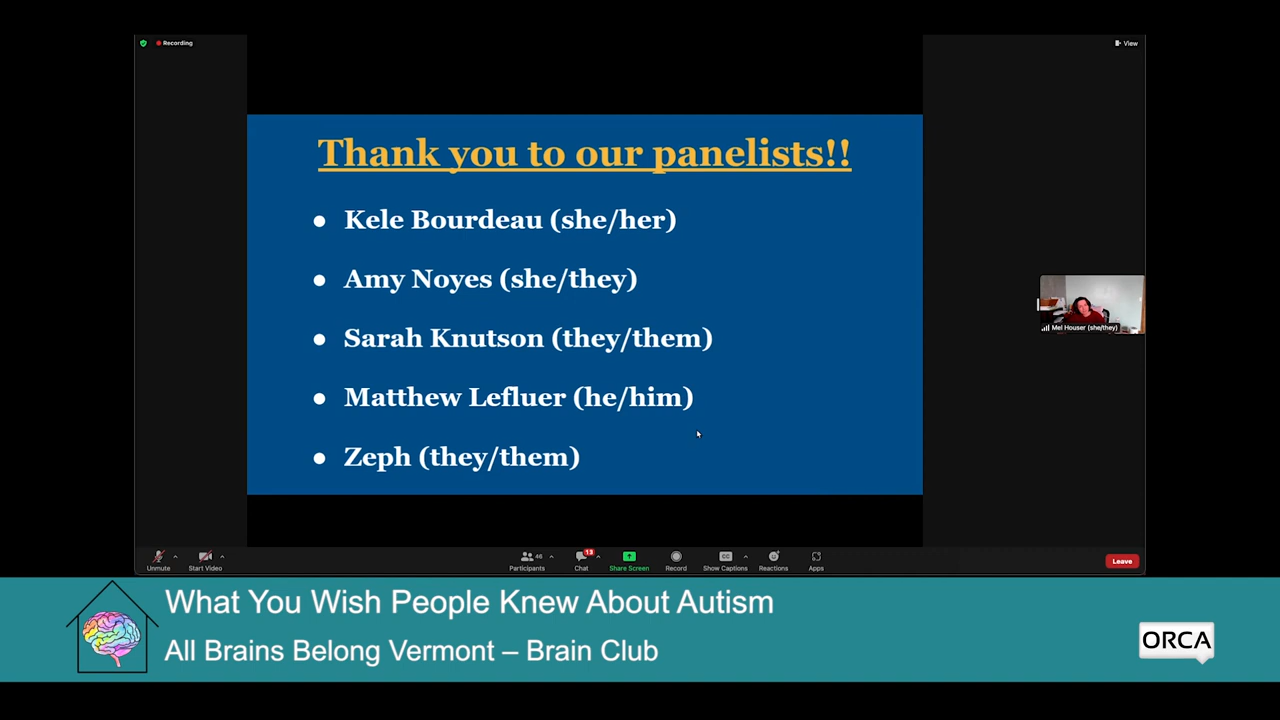 Recording
View
Thank you to our panelists!!
● Kele Bourdeau (she/her)
● Amy Noyes (she/they)
● Sarah Knutson (they/them)
● Matthew Lefluer (he/him)
● Zeph (they/them)
Mel Houser (she/they)
46
13
CC
Unmute
Start Video
Participants
Chat
Share Screen
Record
Show Captions
Reactions
Apps
Leave
What You Wish People Knew About Autism
All Brains Belong Vermont – Brain Club
ORCA